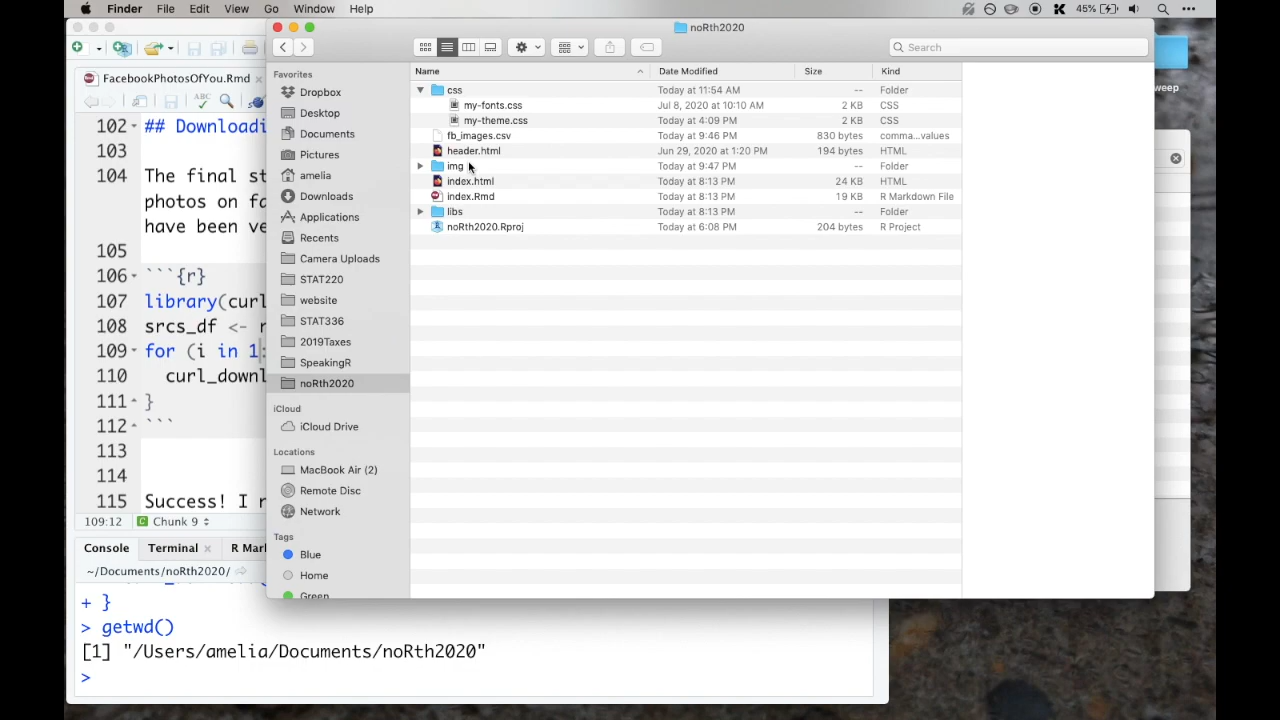 Finder File Edit View Go Window Help 45%
noRth2020
Search
FacebookPhotosOfYou.Rmd
ABC
102 ## Downloadi
103
104 The final st
photos on fa
have been ve
105
106 ```{r}
107 library(curl
108 srcs_df <- r
109 for (i in 1:
110 curl_downl
111 }
112 ```
113
114
115 Success! I r
109:12 Chunk 9
Console Terminal R Mar
~/Documents/noRth2020/
+ }
> getwd()
[1] "/Users/amelia/Documents/noRth2020"
>
Favorites
Dropbox
Desktop
Documents
Pictures
amelia
Downloads
Applications
Recents
Camera Uploads
STAT220
website
STAT336
2019Taxes
SpeakingR
noRth2020
iCloud
iCloud Drive
Locations
MacBook Air (2)
Remote Disc
Network
Tags
Blue
Home
Green
Name Date Modified Size Kind
css Today at 11:54 AM -- Folder
my-fonts.css Jul 8, 2020 at 10:10 AM 2 KB CSS
my-theme.css Today at 4:09 PM 2 KB CSS
fb_images.csv Today at 9:46 PM 830 bytes comma...values
header.html Jun 29, 2020 at 1:20 PM 194 bytes HTML
img Today at 9:47 PM -- Folder
index.html Today at 8:13 PM 24 KB HTML
index.Rmd Today at 8:13 PM 19 KB R Markdown File
libs Today at 8:13 PM -- Folder
noRth2020.Rproj Today at 6:08 PM 204 bytes R Project
weep